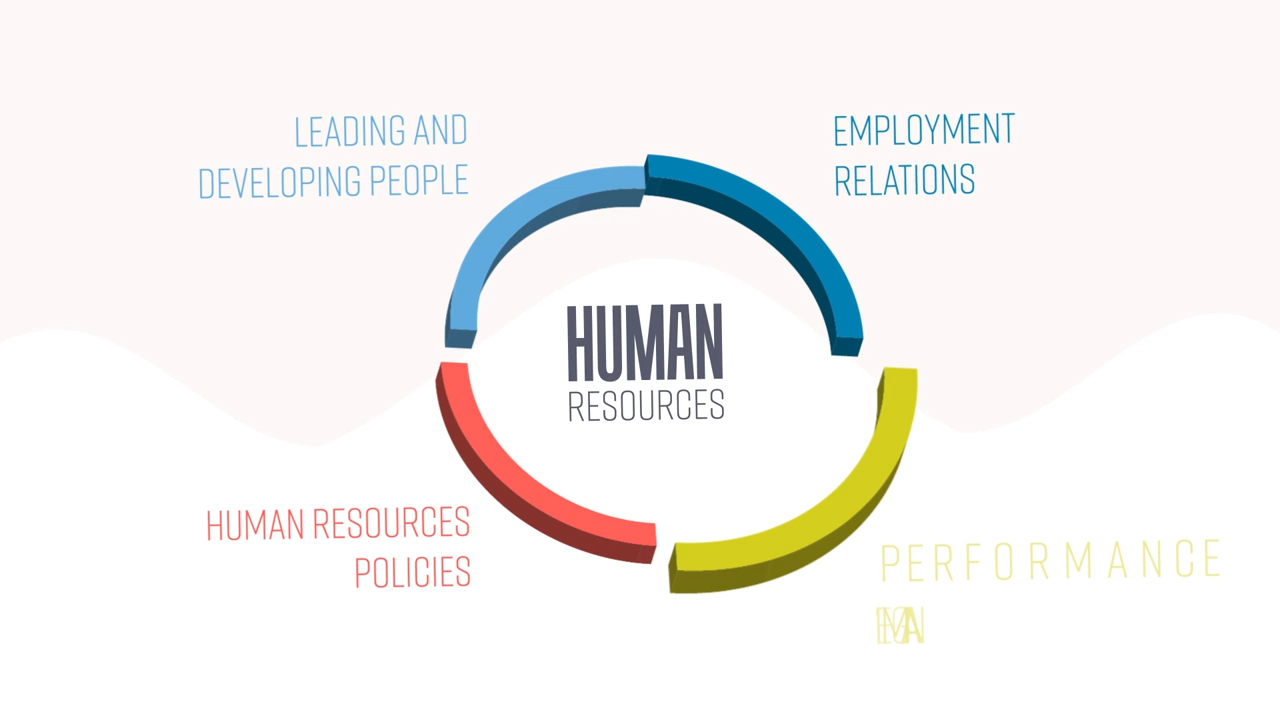 LEADING AND
DEVELOPING PEOPLE
EMPLOYMENT
RELATIONS
HUMAN
RESOURCES
HUMAN RESOURCES
POLICIES
PERFORMANCE